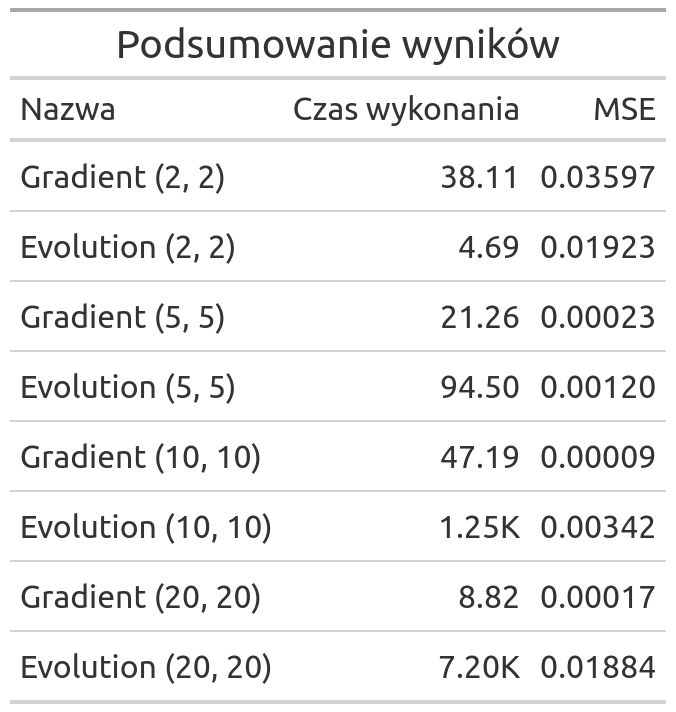 Podsumowanie wyników
Nazwa Czas wykonania MSE
Gradient (2, 2) 38.11 0.03597
Evolution (2, 2) 4.69 0.01923
Gradient (5, 5) 21.26 0.00023
Evolution (5, 5) 94.50 0.00120
Gradient (10, 10) 47.19 0.00009
Evolution (10, 10) 1.25K 0.00342
Gradient (20, 20) 8.82 0.00017
Evolution (20, 20) 7.20K 0.01884